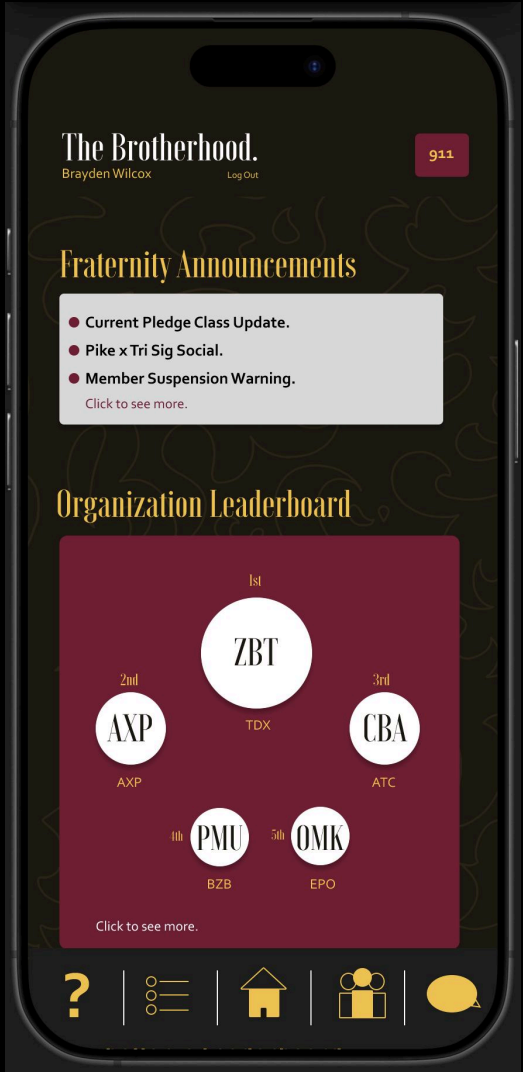 The Brotherhood.
Brayden Wilcox
Log Out
911
Fraternity Announcements
Current Pledge Class Update.
Pike x Tri Sig Social.
Member Suspension Warning.
Click to see more.
Organization Leaderboard
1st
ZBT
TDX
2nd
AXP
AXP
3rd
CBA
ATC
4th
PMU
BZB
5th
OMK
EPO
Click to see more.
?